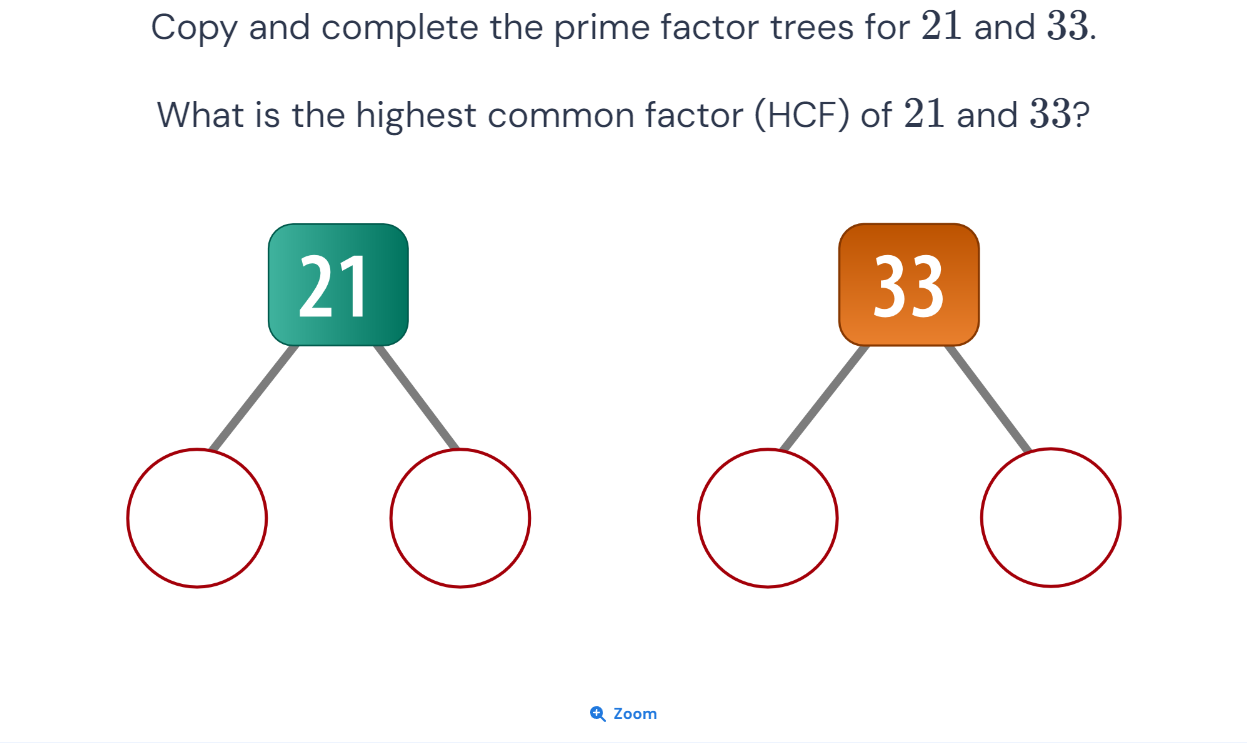 Copy and complete the prime factor trees for 21 and 33.
What is the highest common factor (HCF) of 21 and 33?
21
33
Zoom